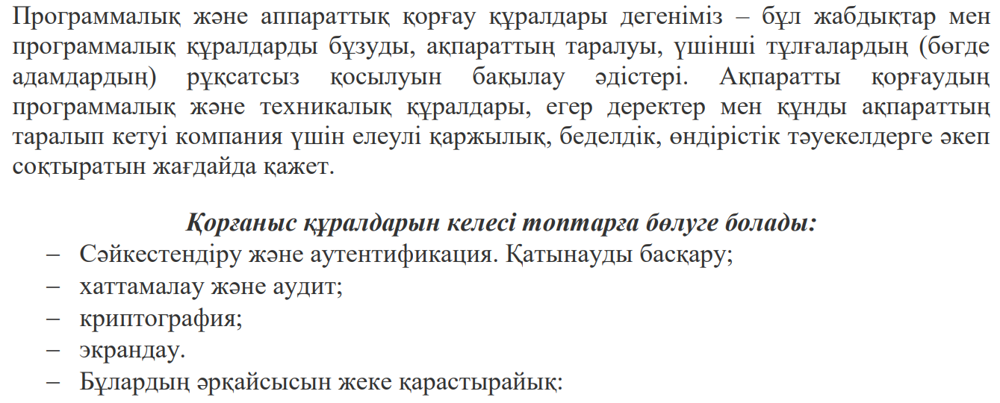 Программалық және аппараттық қорғау құралдары дегеніміз – бұл жабдықтар мен
программалық құралдарды бұзуды, ақпараттың таралуы, үшінші тұлғалардың (бөгде
адамдардың) рұқсатсыз қосылуын бақылау әдістері. Ақпаратты қорғаудың
программалық және техникалық құралдары, егер деректер мен құнды ақпараттың
таралып кетуі компания үшін елеулі қаржылық, беделдік, өндірістік тәуекелдерге әкеп
соқтыратын жағдайда қажет.
Қорғаныс құралдарын келесі топтарға бөлуге болады:
– Сәйкестендіру және аутентификация. Қатынауды басқару;
– хаттамалау және аудит;
– криптография;
– экрандау.
– Бұлардың әрқайсысын жеке қарастырайық: